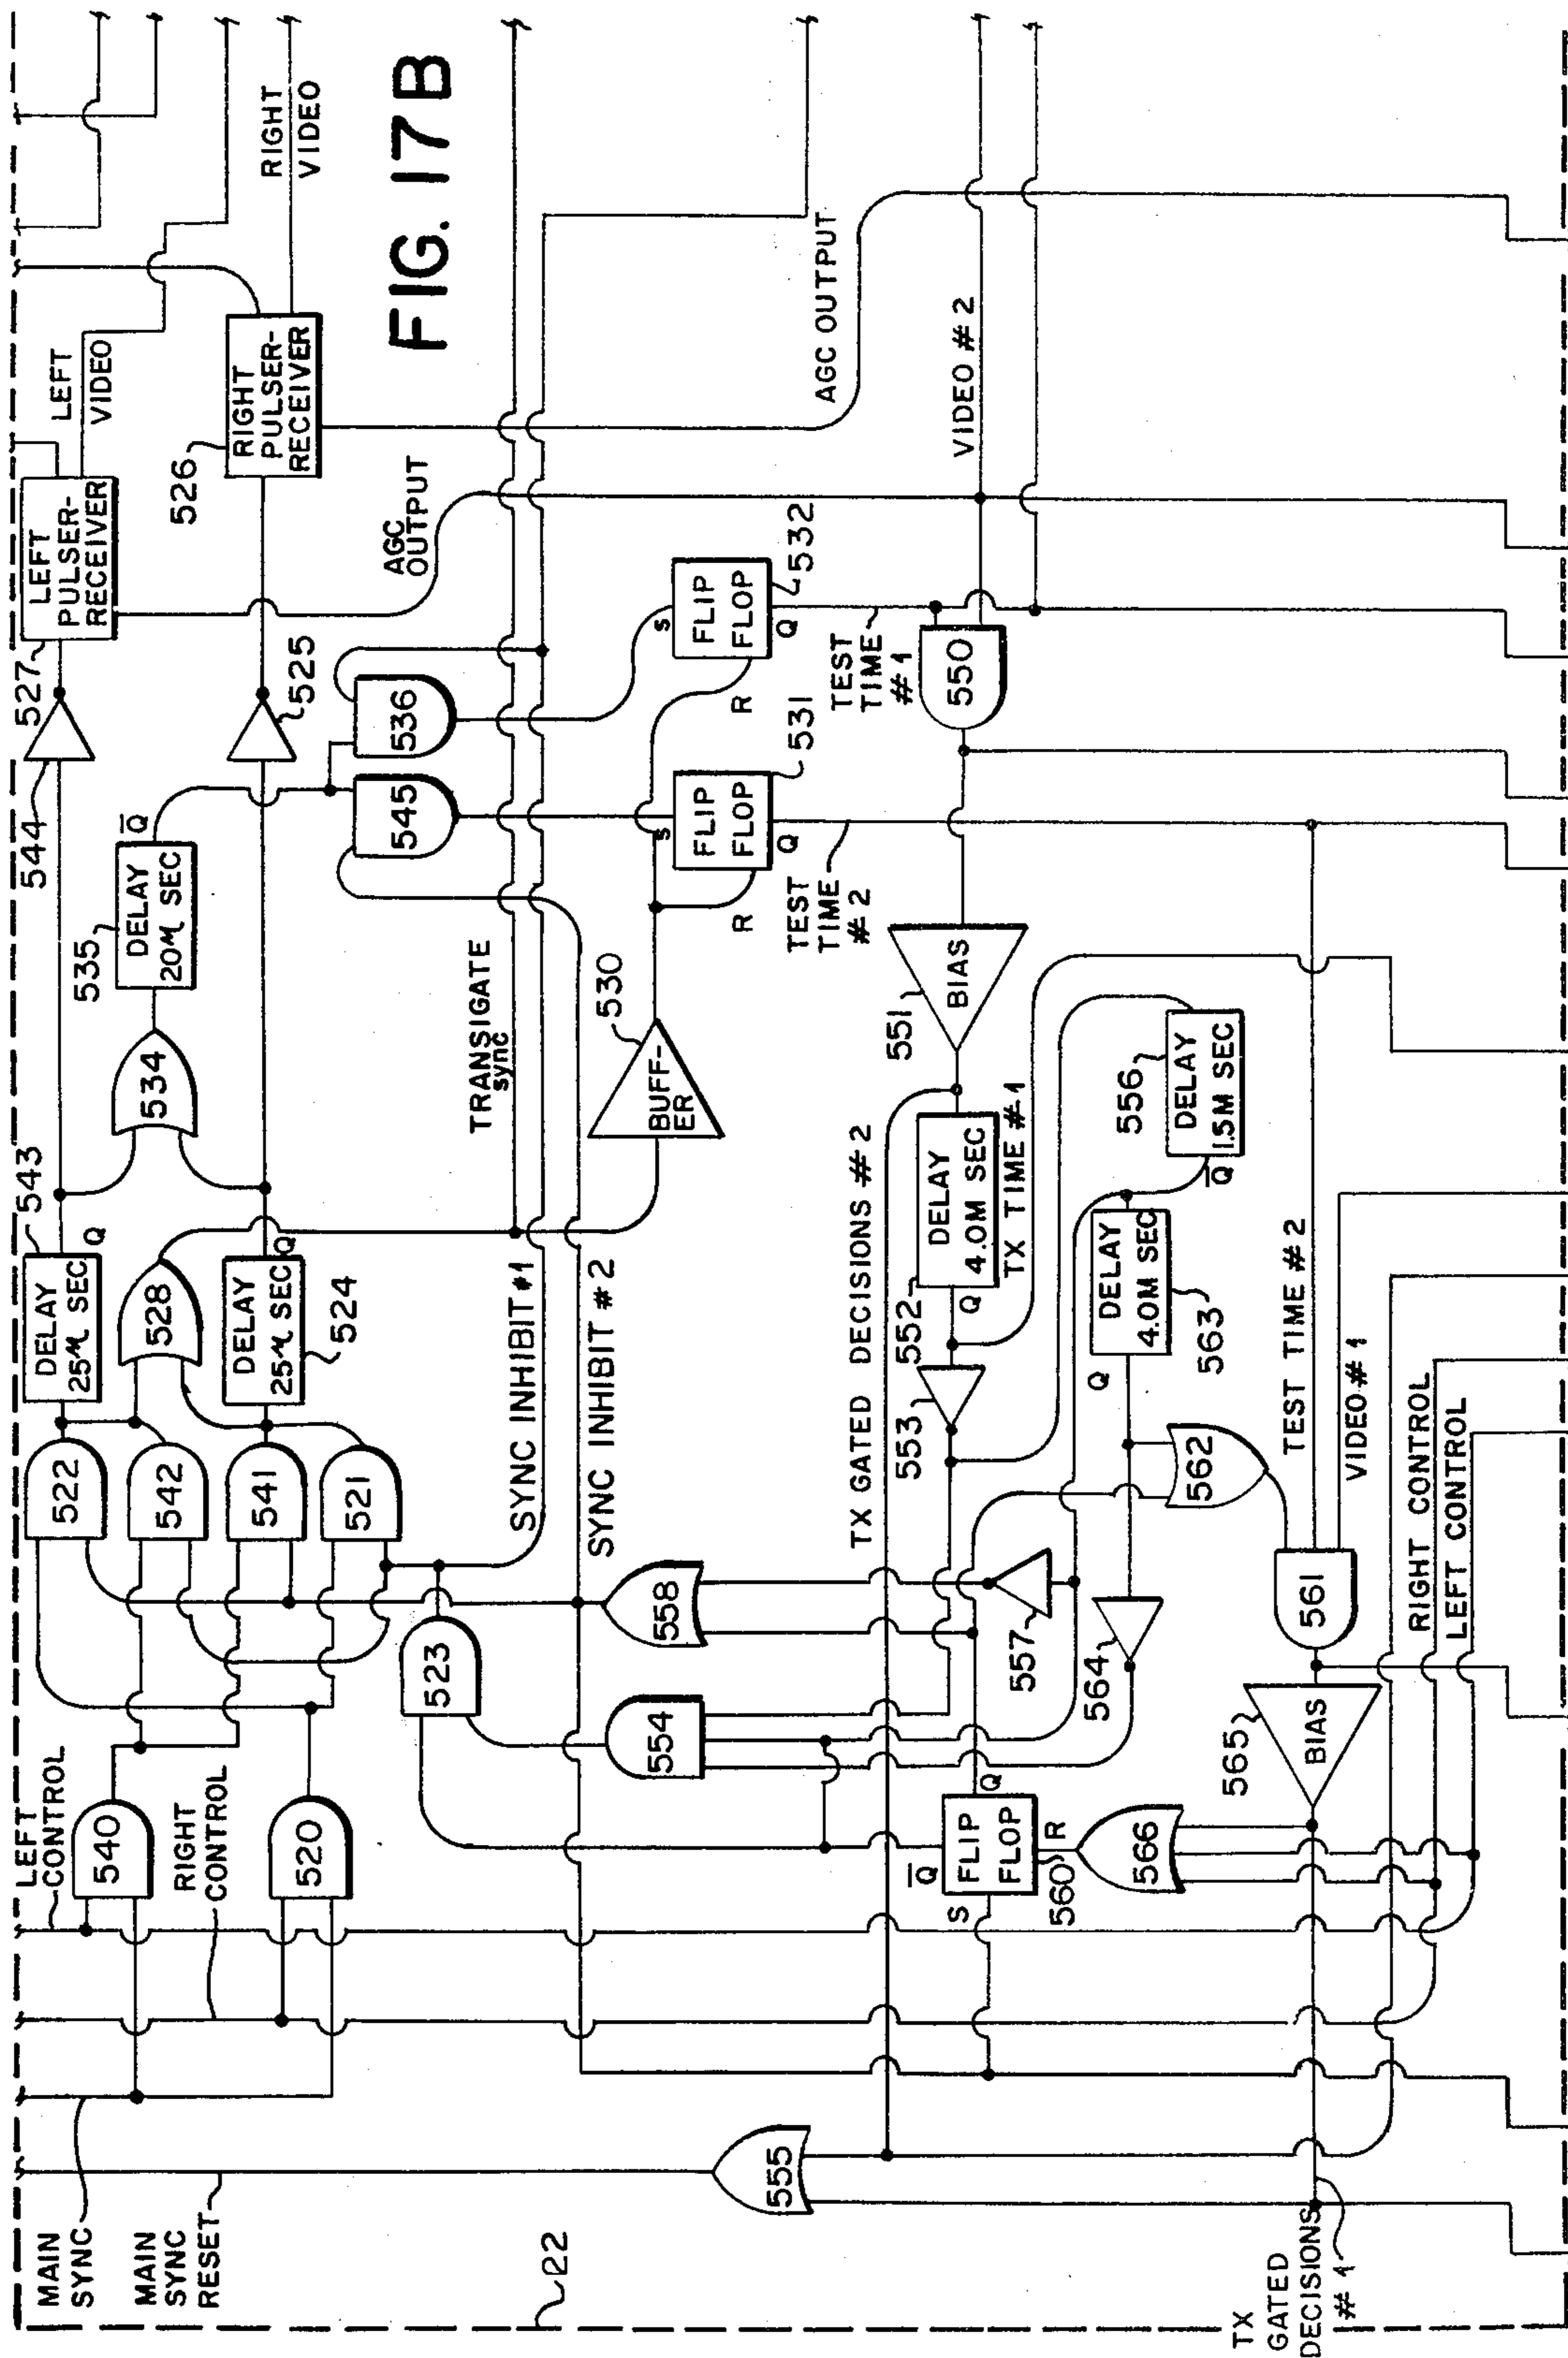 FIG. 17B
MAIN
SYNC
MAIN
SYNC
RESET
22
LEFT
CONTROL
RIGHT
CONTROL
540
520
522
542
541
521
523
543
DELAY
25µ SEC
Q
528
DELAY
25µ SEC
Q
524
534
535
DELAY
20µ SEC
Q̄
544
527
LEFT
PULSER-
RECEIVER
LEFT
VIDEO
525
526
RIGHT
PULSER-
RECEIVER
RIGHT
VIDEO
545
536
AGC
OUTPUT
AGC OUTPUT
TRANSIGATE
sync
SYNC INHIBIT #1
SYNC INHIBIT #2
530
BUFF-
ER
S
FLIP
FLOP
R
Q
531
S
FLIP
FLOP
R
Q
532
TEST
TIME
#2
TEST
TIME
#1
550
VIDEO #2
551
BIAS
TX GATED DECISIONS #2
552
DELAY
4.0M SEC
Q
TX TIME #1
553
556
DELAY
1.5M SEC
Q̄
DELAY
4.0M SEC
Q
563
554
558
557
564
562
555
Q̄
S
FLIP
FLOP
R
Q
560
566
565
BIAS
561
TEST TIME #2
VIDEO #1
RIGHT CONTROL
LEFT CONTROL
TX
GATED
DECISIONS
#1